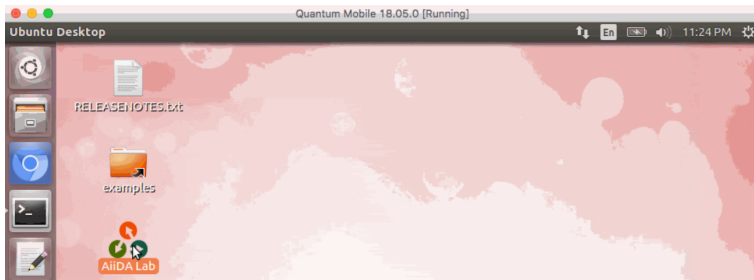 Quantum Mobile 18.05.0 [Running]
Ubuntu Desktop En 11:24 PM
RELEASENOTES.txt
examples
AiiDA Lab